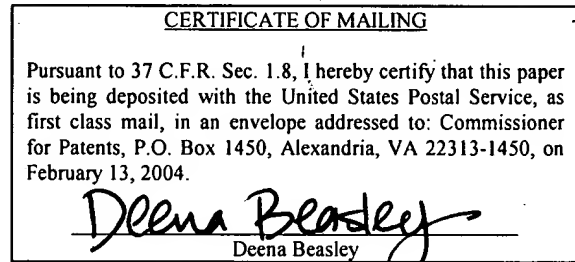 CERTIFICATE OF MAILING
Pursuant to 37 C.F.R. Sec. 1.8, I hereby certify that this paper
is being deposited with the United States Postal Service, as
first class mail, in an envelope addressed to: Commissioner
for Patents, P.O. Box 1450, Alexandria, VA 22313-1450, on
February 13, 2004.
Deena Beasley
Deena Beasley